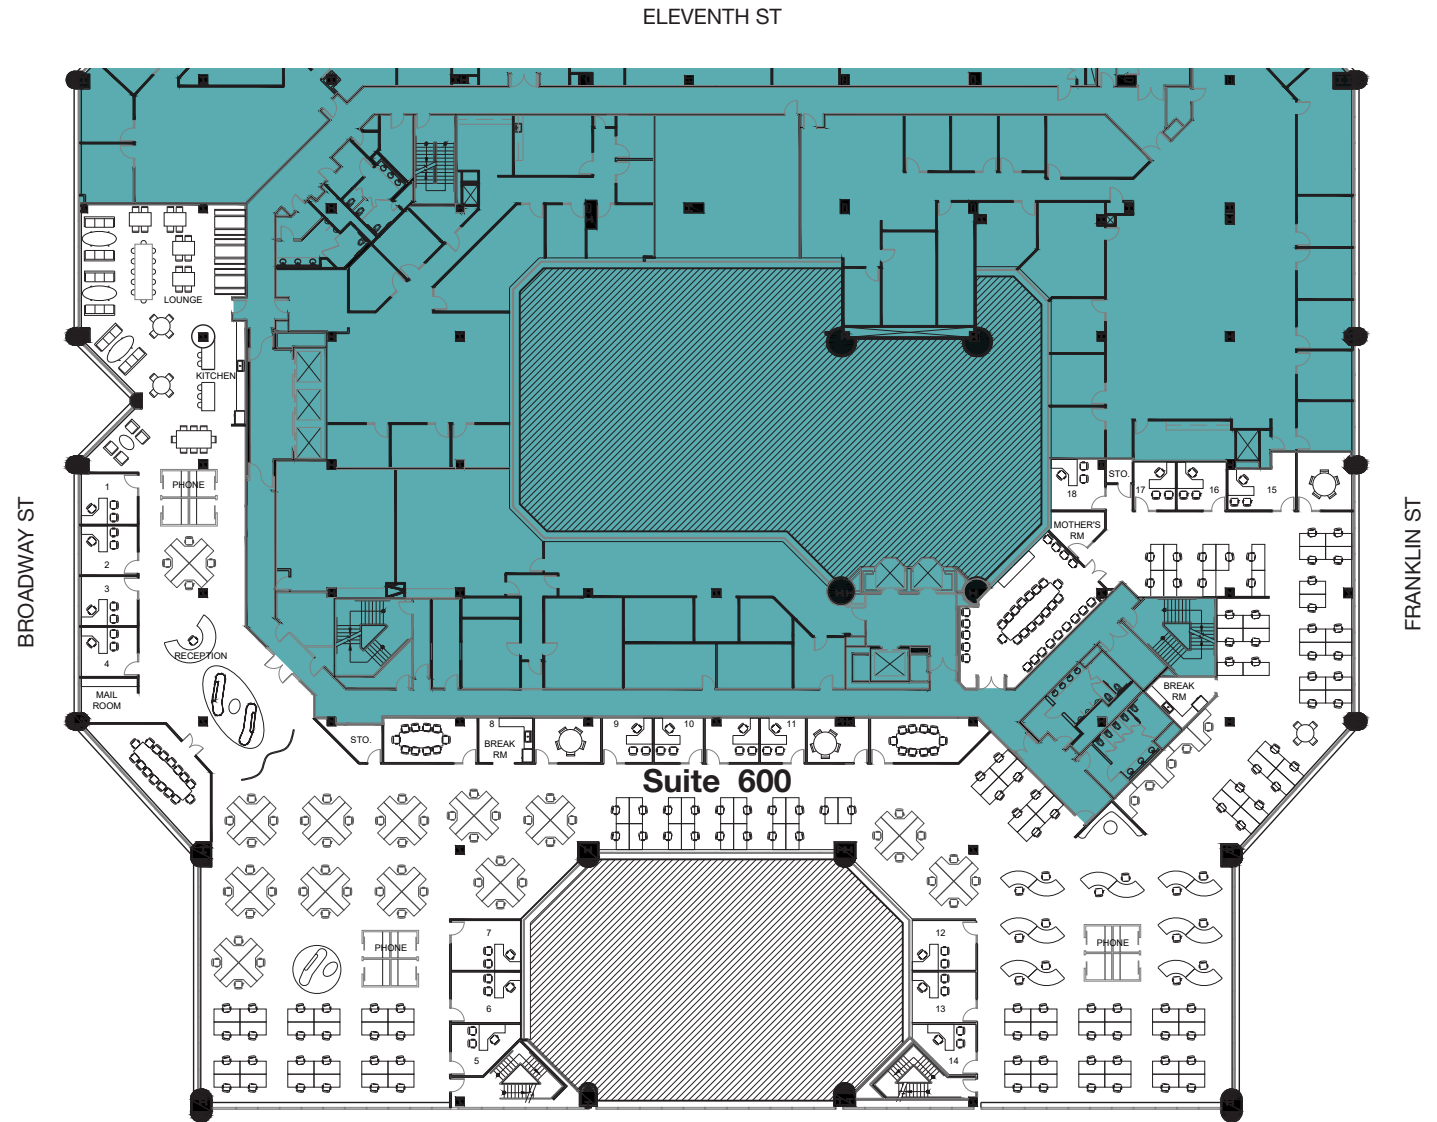 ELEVENTH ST
LOUNGE
KITCHEN
BROADWAY ST
FRANKLIN ST
PHONE
1
2
3
4
RECEPTION
MAIL
ROOM
18
STO.
17
16
15
MOTHER'S
RM
BREAK
RM
STO.
8
BREAK
RM
9
10
11
Suite 600
7
6
5
PHONE
12
13
14
PHONE